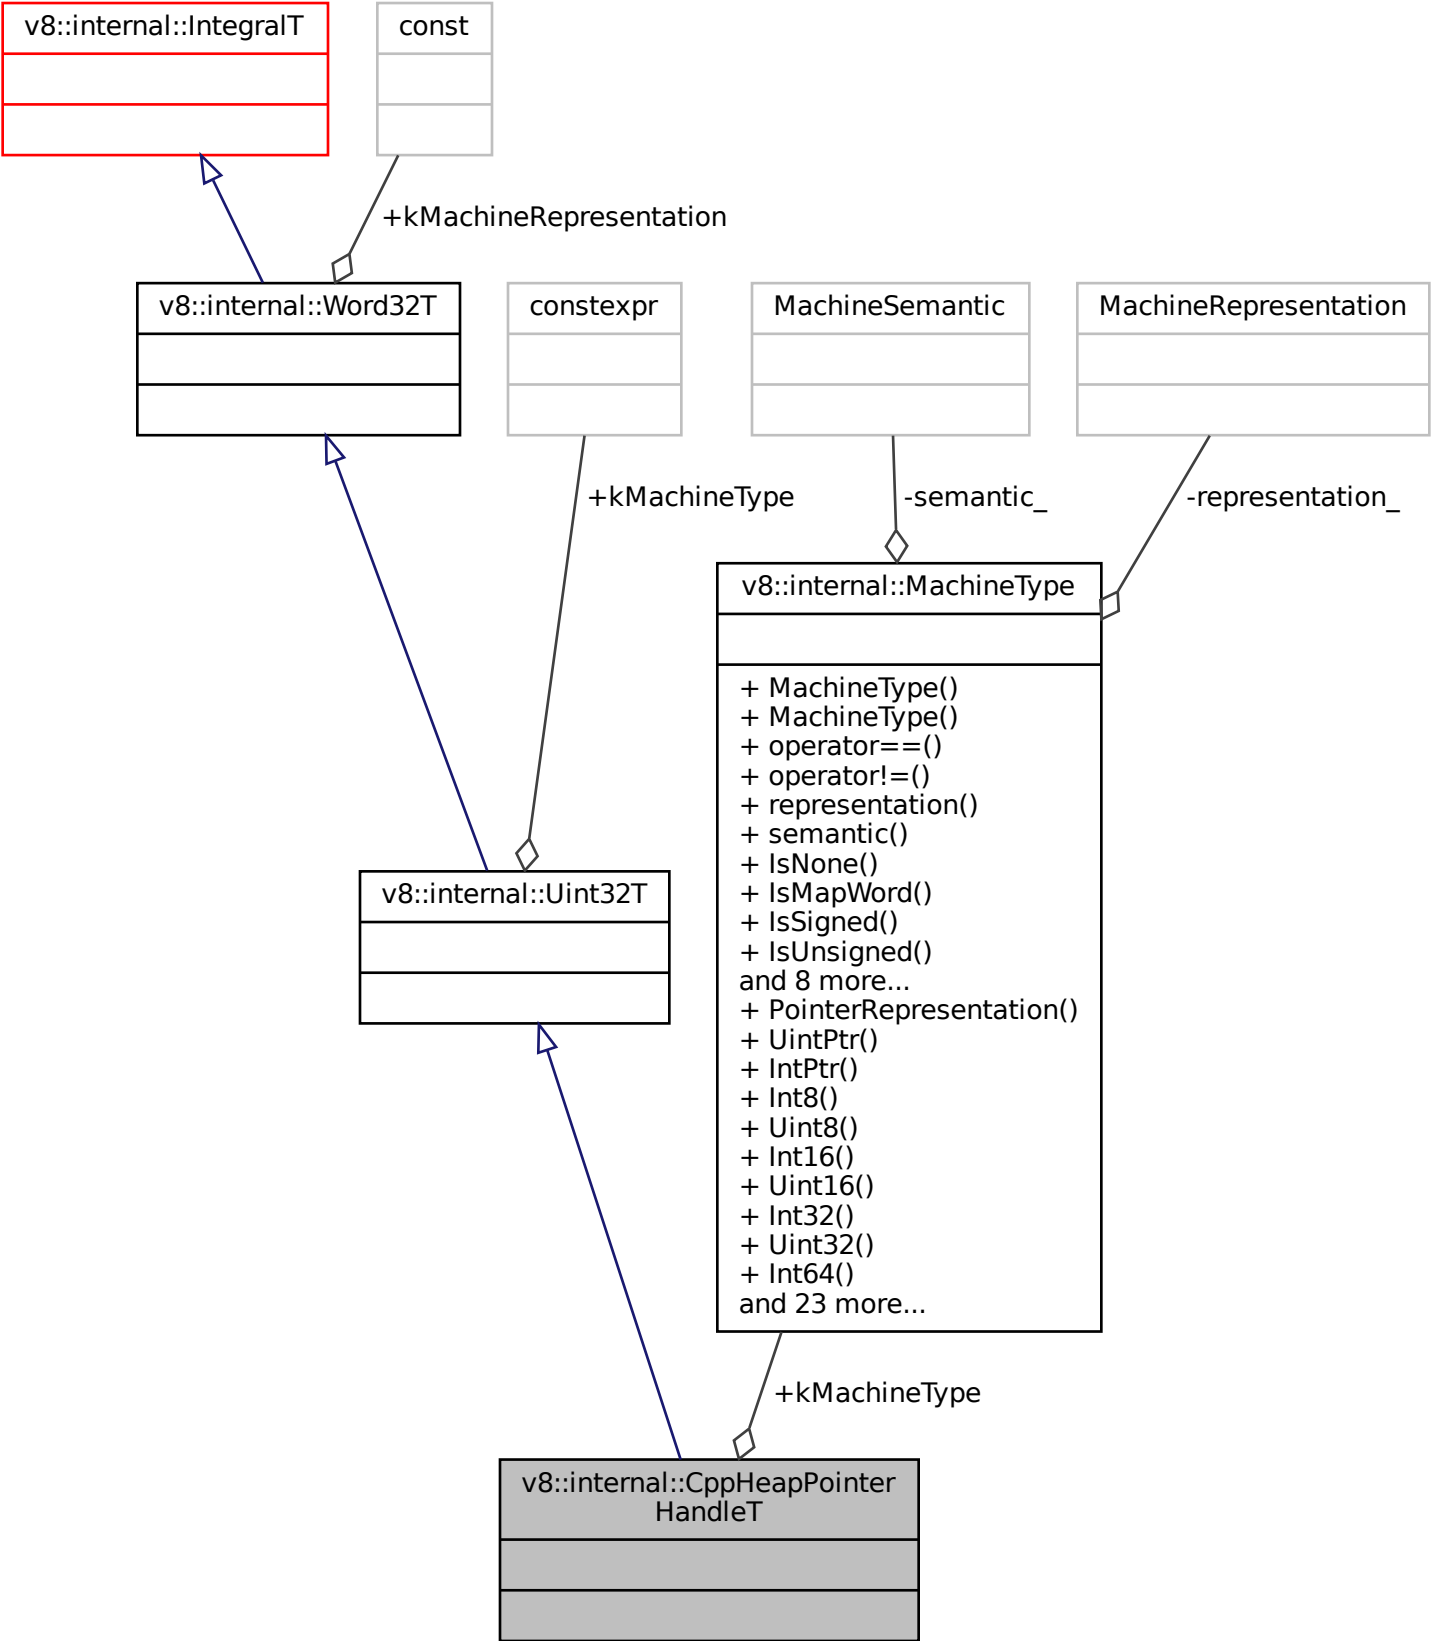 v8::internal::IntegralT
const
+kMachineRepresentation
v8::internal::Word32T
constexpr
MachineSemantic
MachineRepresentation
+kMachineType
-semantic_
-representation_
v8::internal::MachineType
+ MachineType()
+ MachineType()
+ operator==()
+ operator!=()
+ representation()
+ semantic()
+ IsNone()
+ IsMapWord()
+ IsSigned()
+ IsUnsigned()
and 8 more...
+ PointerRepresentation()
+ UintPtr()
+ IntPtr()
+ Int8()
+ Uint8()
+ Int16()
+ Uint16()
+ Int32()
+ Uint32()
+ Int64()
and 23 more...
v8::internal::Uint32T
+kMachineType
v8::internal::CppHeapPointer
HandleT